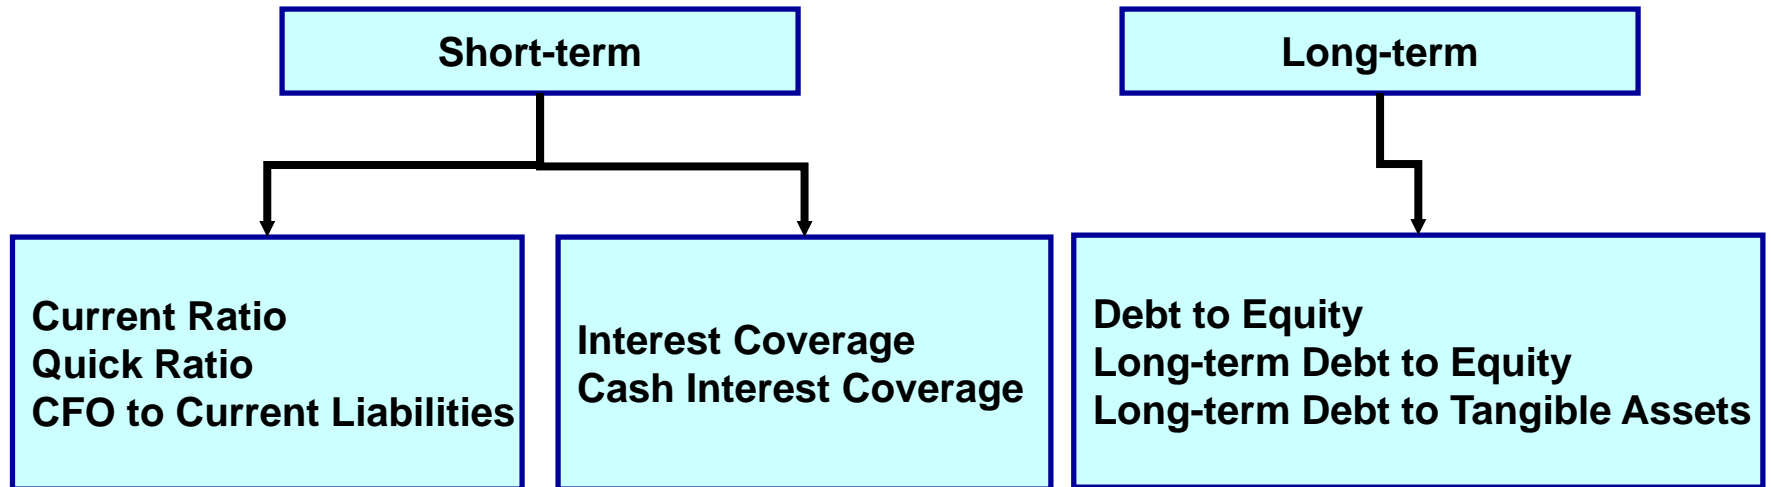 Short-term
Long-term
Current Ratio
Quick Ratio
CFO to Current Liabilities
Interest Coverage
Cash Interest Coverage
Debt to Equity
Long-term Debt to Equity
Long-term Debt to Tangible Assets